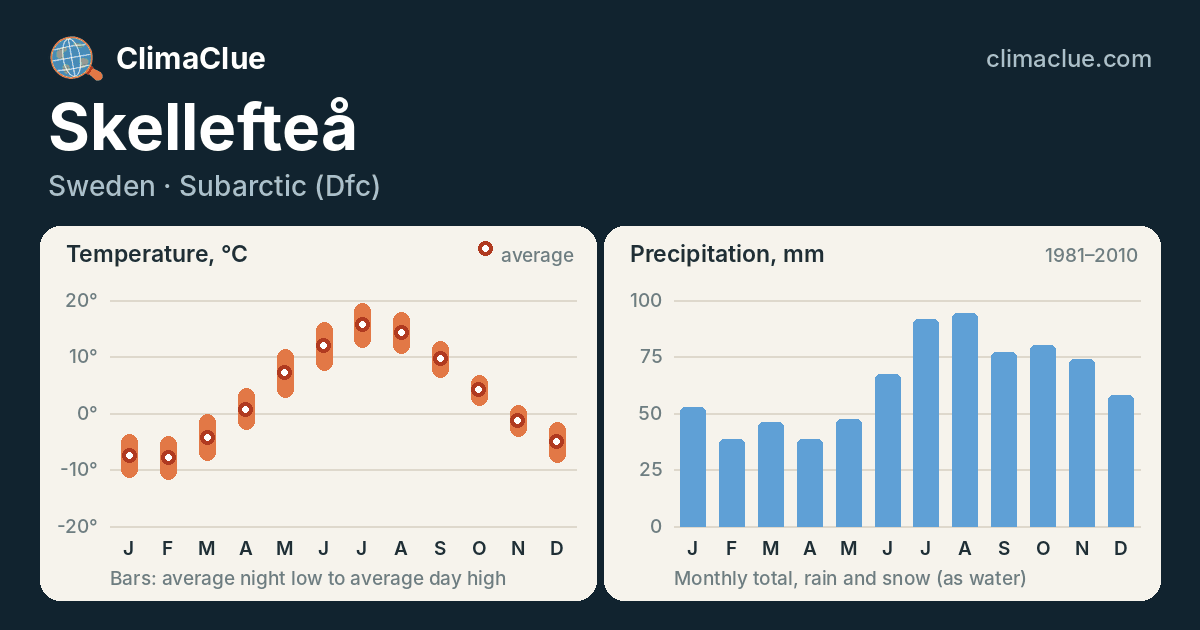 ClimaClue
climaclue.com
Skellefteå
Sweden · Subarctic (Dfc)
Temperature, °C
average
20°
10°
0°
-10°
-20°
J F M A M J J A S O N D
Bars: average night low to average day high
Precipitation, mm
1981–2010
100
75
50
25
0
J F M A M J J A S O N D
Monthly total, rain and snow (as water)